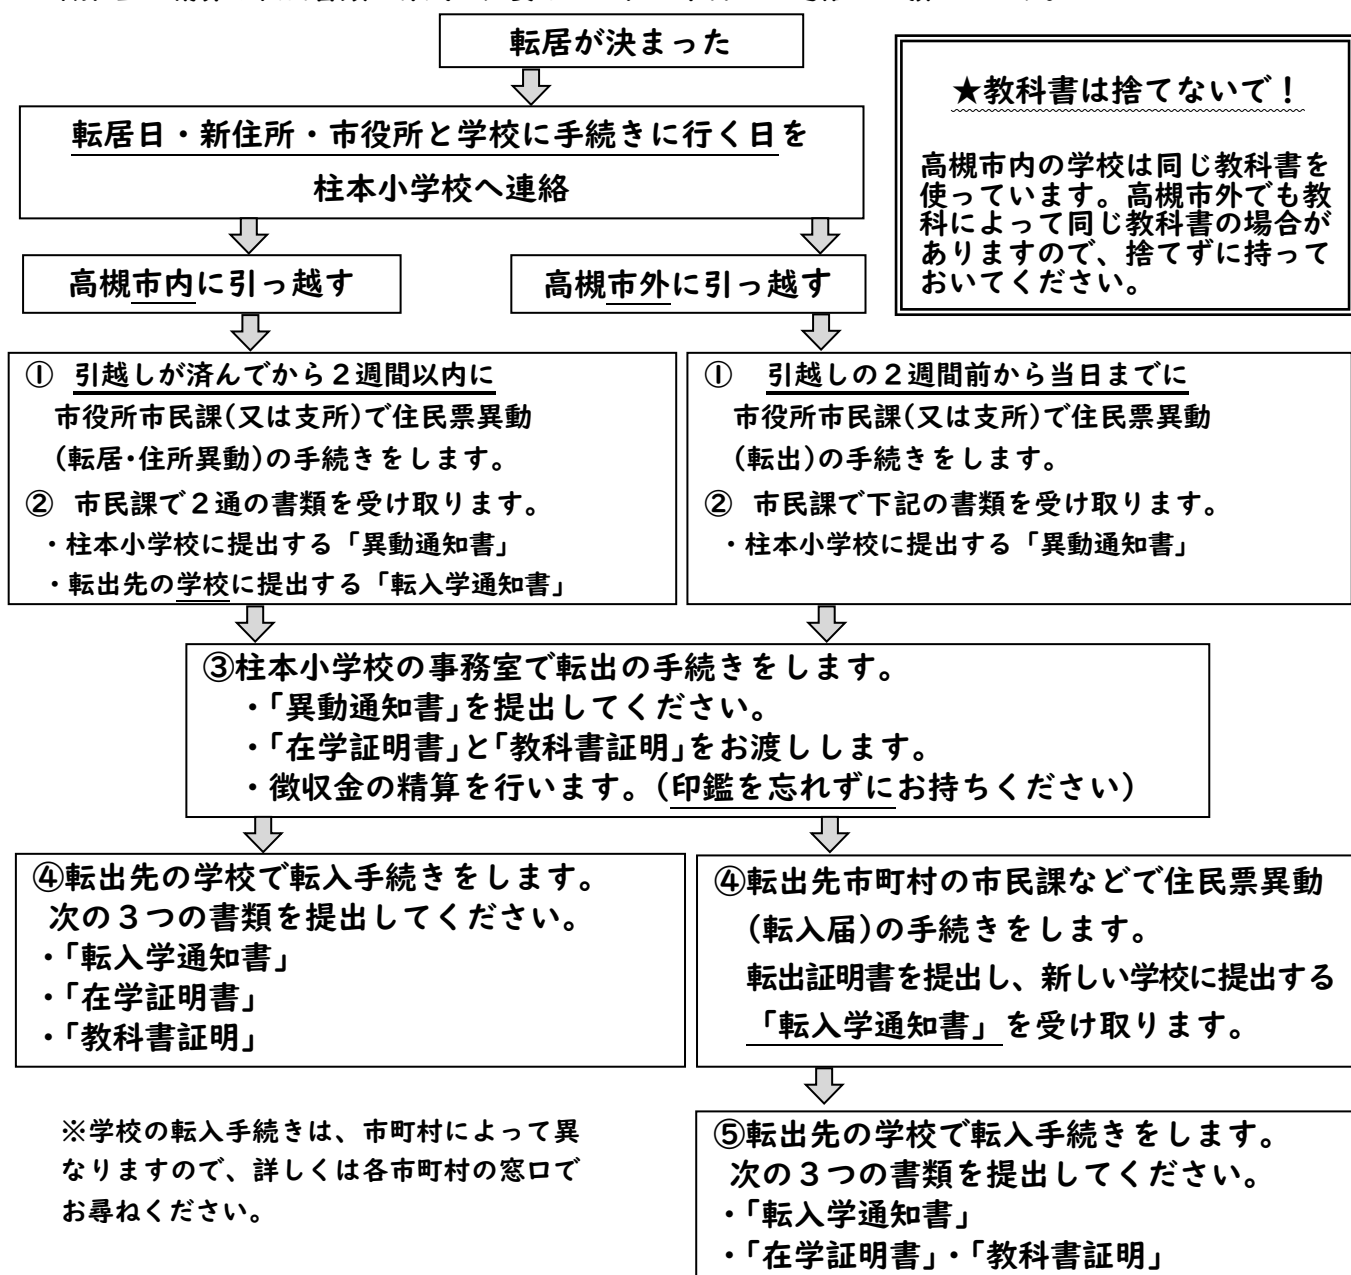 転居が決まった
★教科書は捨てないで！
高槻市内の学校は同じ教科書を
使っています。高槻市外でも教
科によって同じ教科書の場合が
ありますので、捨てずに持って
おいてください。
転居日・新住所・市役所と学校に手続きに行く日を
柱本小学校へ連絡
高槻市内に引っ越す
高槻市外に引っ越す
① 引越しが済んでから２週間以内に
市役所市民課(又は支所)で住民票異動
(転居・住所異動)の手続きをします。
② 市民課で２通の書類を受け取ります。
・柱本小学校に提出する「異動通知書」
・転出先の学校に提出する「転入学通知書」
① 引越しの２週間前から当日までに
市役所市民課(又は支所)で住民票異動
(転出)の手続きをします。
② 市民課で下記の書類を受け取ります。
・柱本小学校に提出する「異動通知書」
③柱本小学校の事務室で転出の手続きをします。
・「異動通知書」を提出してください。
・「在学証明書」と「教科書証明」をお渡しします。
・徴収金の精算を行います。（印鑑を忘れずにお持ちください）
④転出先の学校で転入手続きをします。
次の３つの書類を提出してください。
・「転入学通知書」
・「在学証明書」
・「教科書証明」
④転出先市町村の市民課などで住民票異動
(転入届)の手続きをします。
転出証明書を提出し、新しい学校に提出する
「転入学通知書」を受け取ります。
※学校の転入手続きは、市町村によって異
なりますので、詳しくは各市町村の窓口で
お尋ねください。
⑤転出先の学校で転入手続きをします。
次の３つの書類を提出してください。
・「転入学通知書」
・「在学証明書」・「教科書証明」